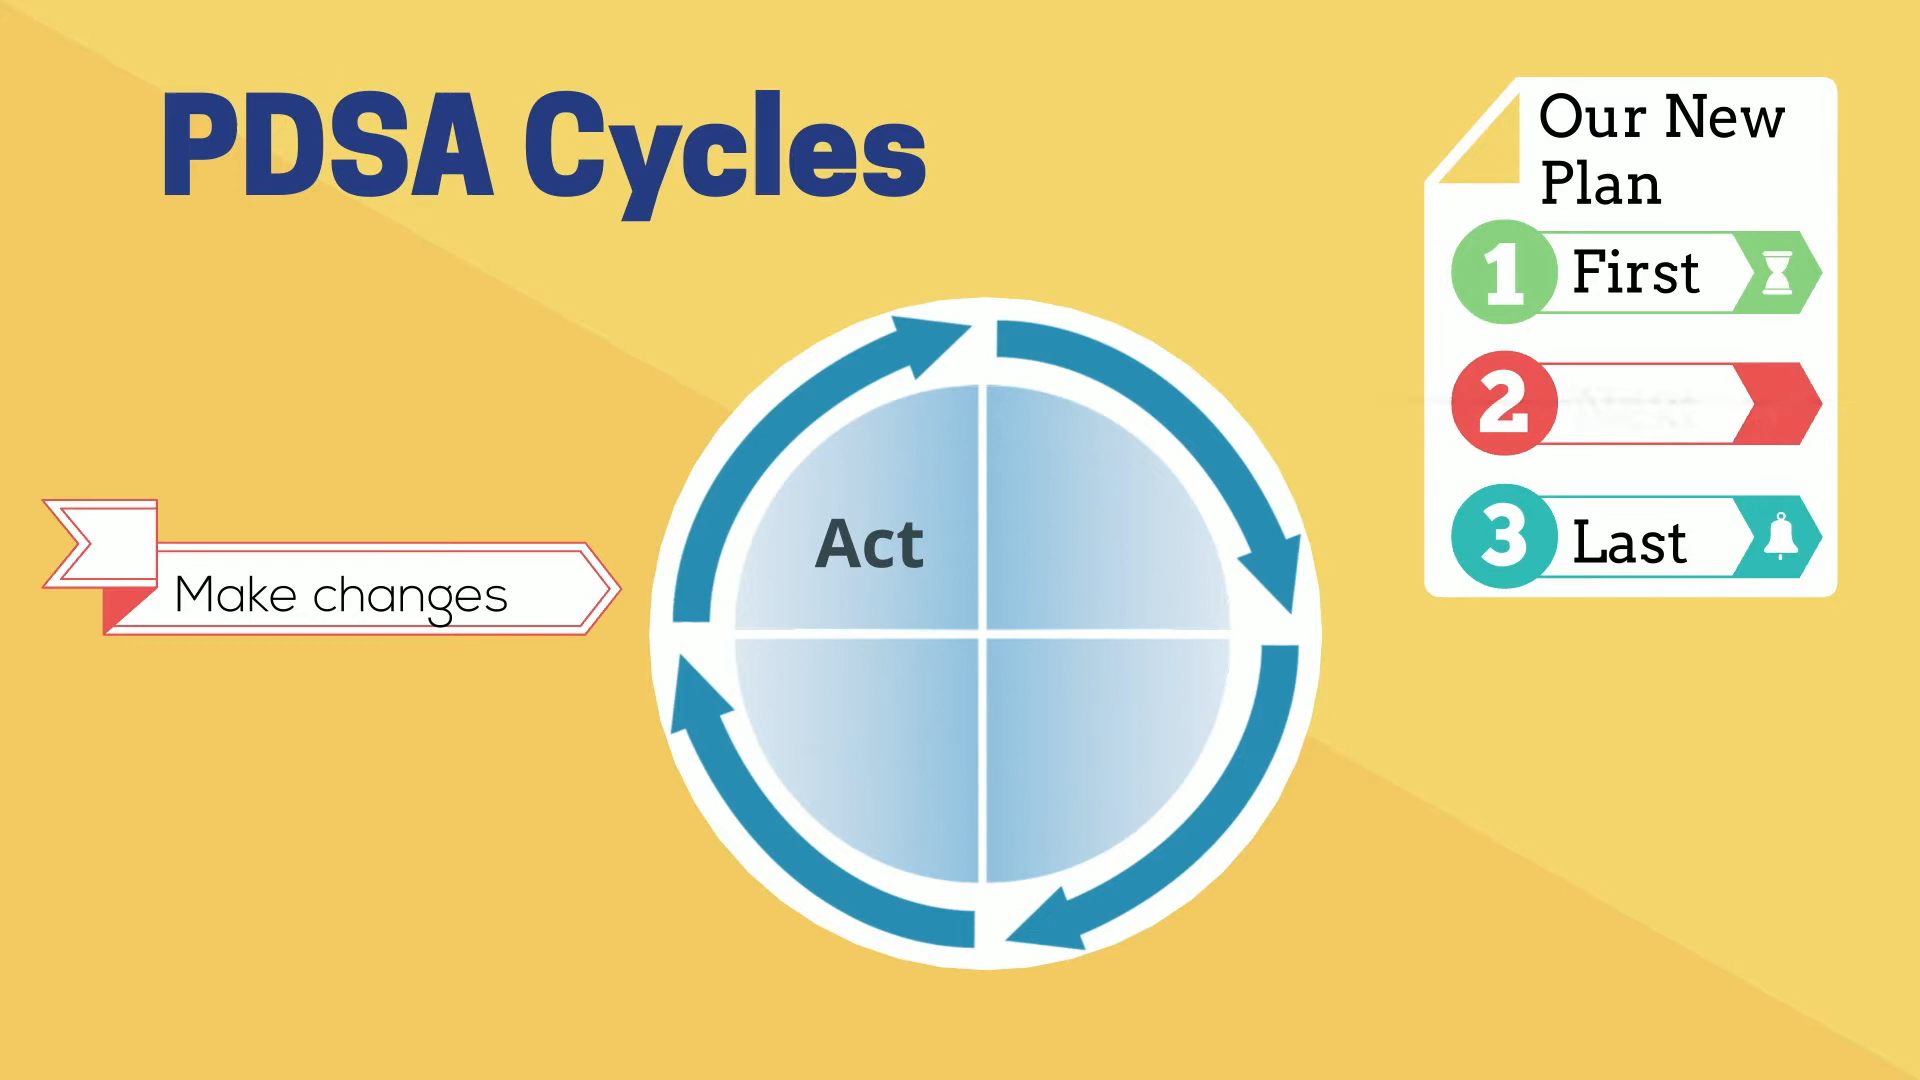 PDSA Cycles
Our New
Plan
1 First
2
3 Last
Act
Make changes